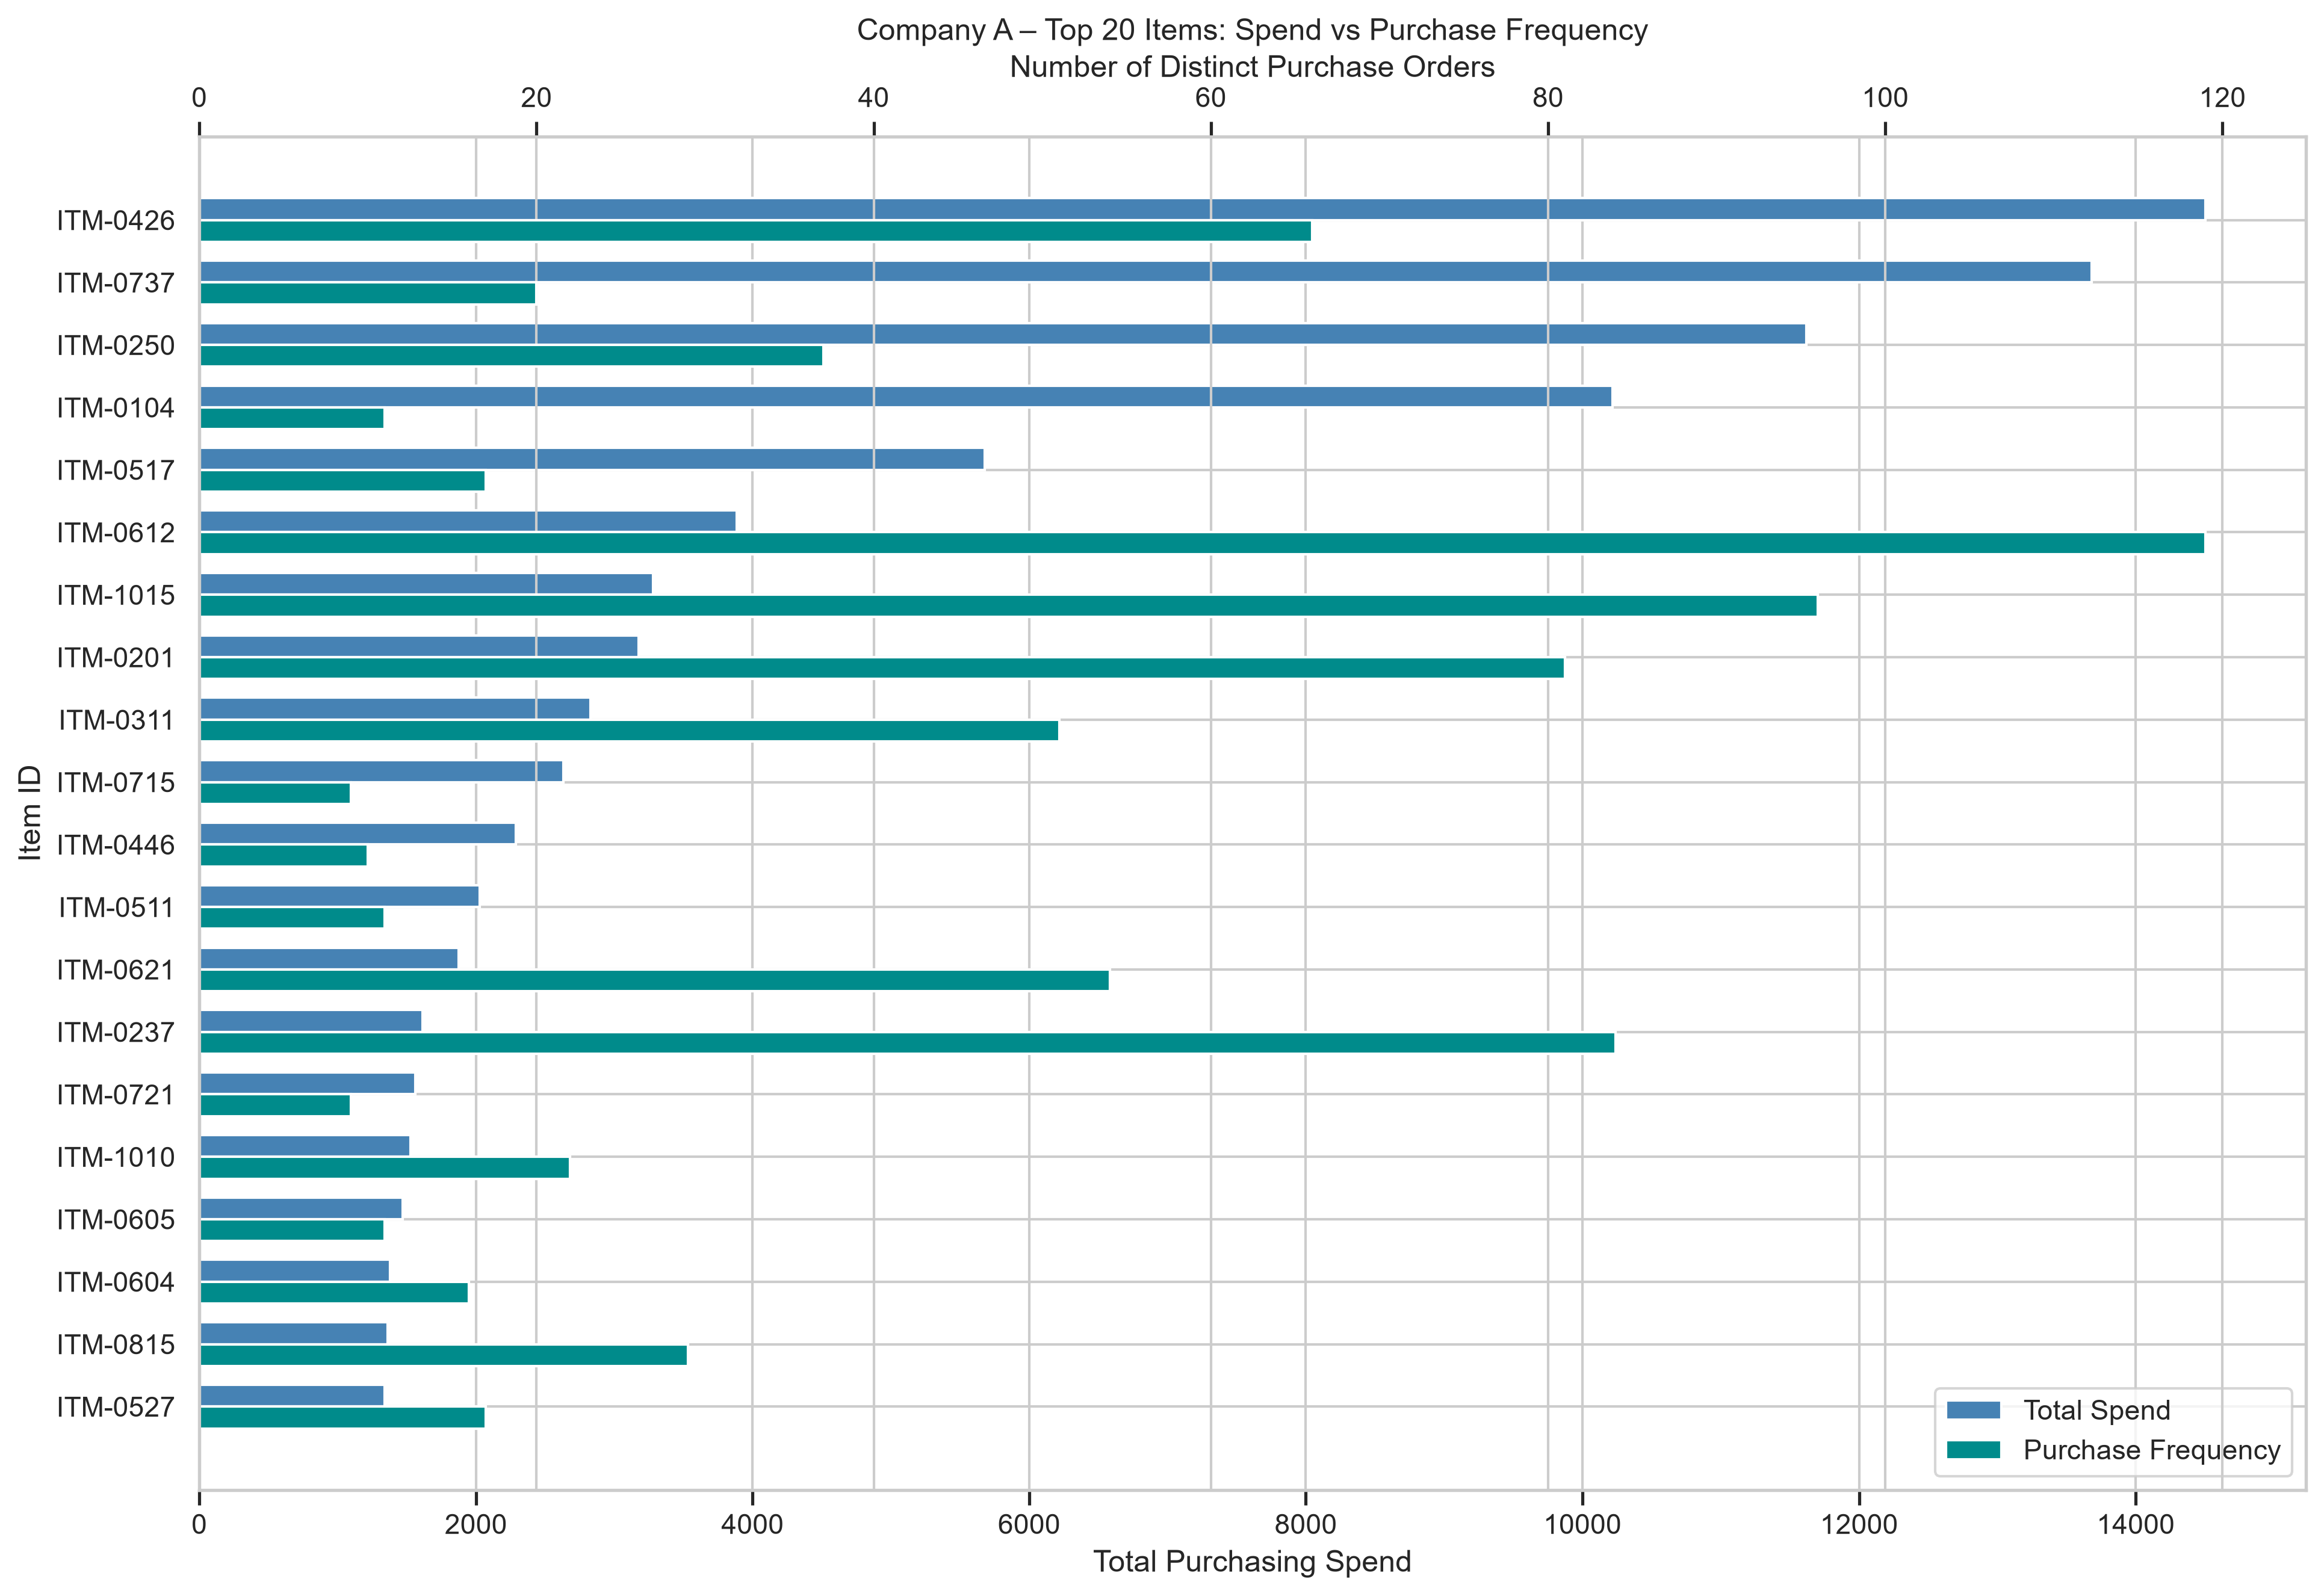 Company A – Top 20 Items: Spend vs Purchase Frequency
Number of Distinct Purchase Orders
0 20 40 60 80 100 120
Item ID
ITM-0426
ITM-0737
ITM-0250
ITM-0104
ITM-0517
ITM-0612
ITM-1015
ITM-0201
ITM-0311
ITM-0715
ITM-0446
ITM-0511
ITM-0621
ITM-0237
ITM-0721
ITM-1010
ITM-0605
ITM-0604
ITM-0815
ITM-0527
Total Spend
Purchase Frequency
0 2000 4000 6000 8000 10000 12000 14000
Total Purchasing Spend